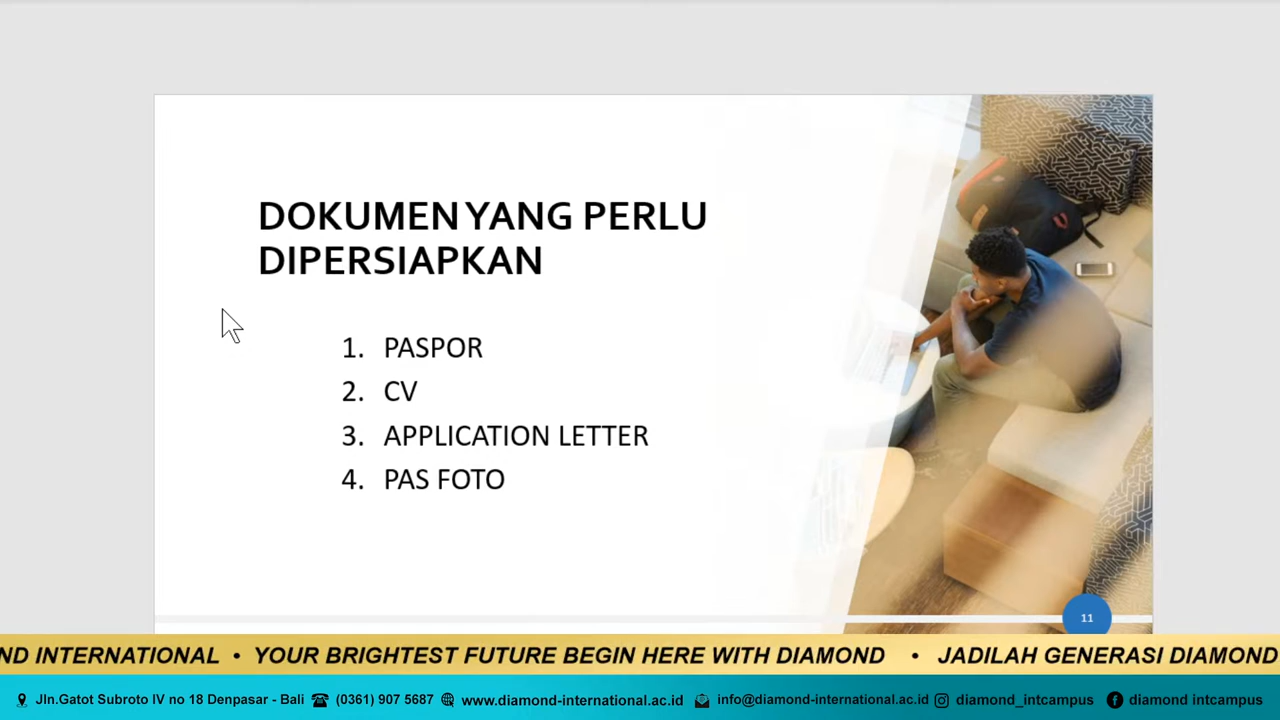 DOKUMEN YANG PERLU
DIPERSIAPKAN
1. PASPOR
2. CV
3. APPLICATION LETTER
4. PAS FOTO
11
ND INTERNATIONAL • YOUR BRIGHTEST FUTURE BEGIN HERE WITH DIAMOND • JADILAH GENERASI DIAMOND
Jln.Gatot Subroto IV no 18 Denpasar - Bali (0361) 907 5687 www.diamond-international.ac.id info@diamond-international.ac.id diamond_intcampus diamond intcampus